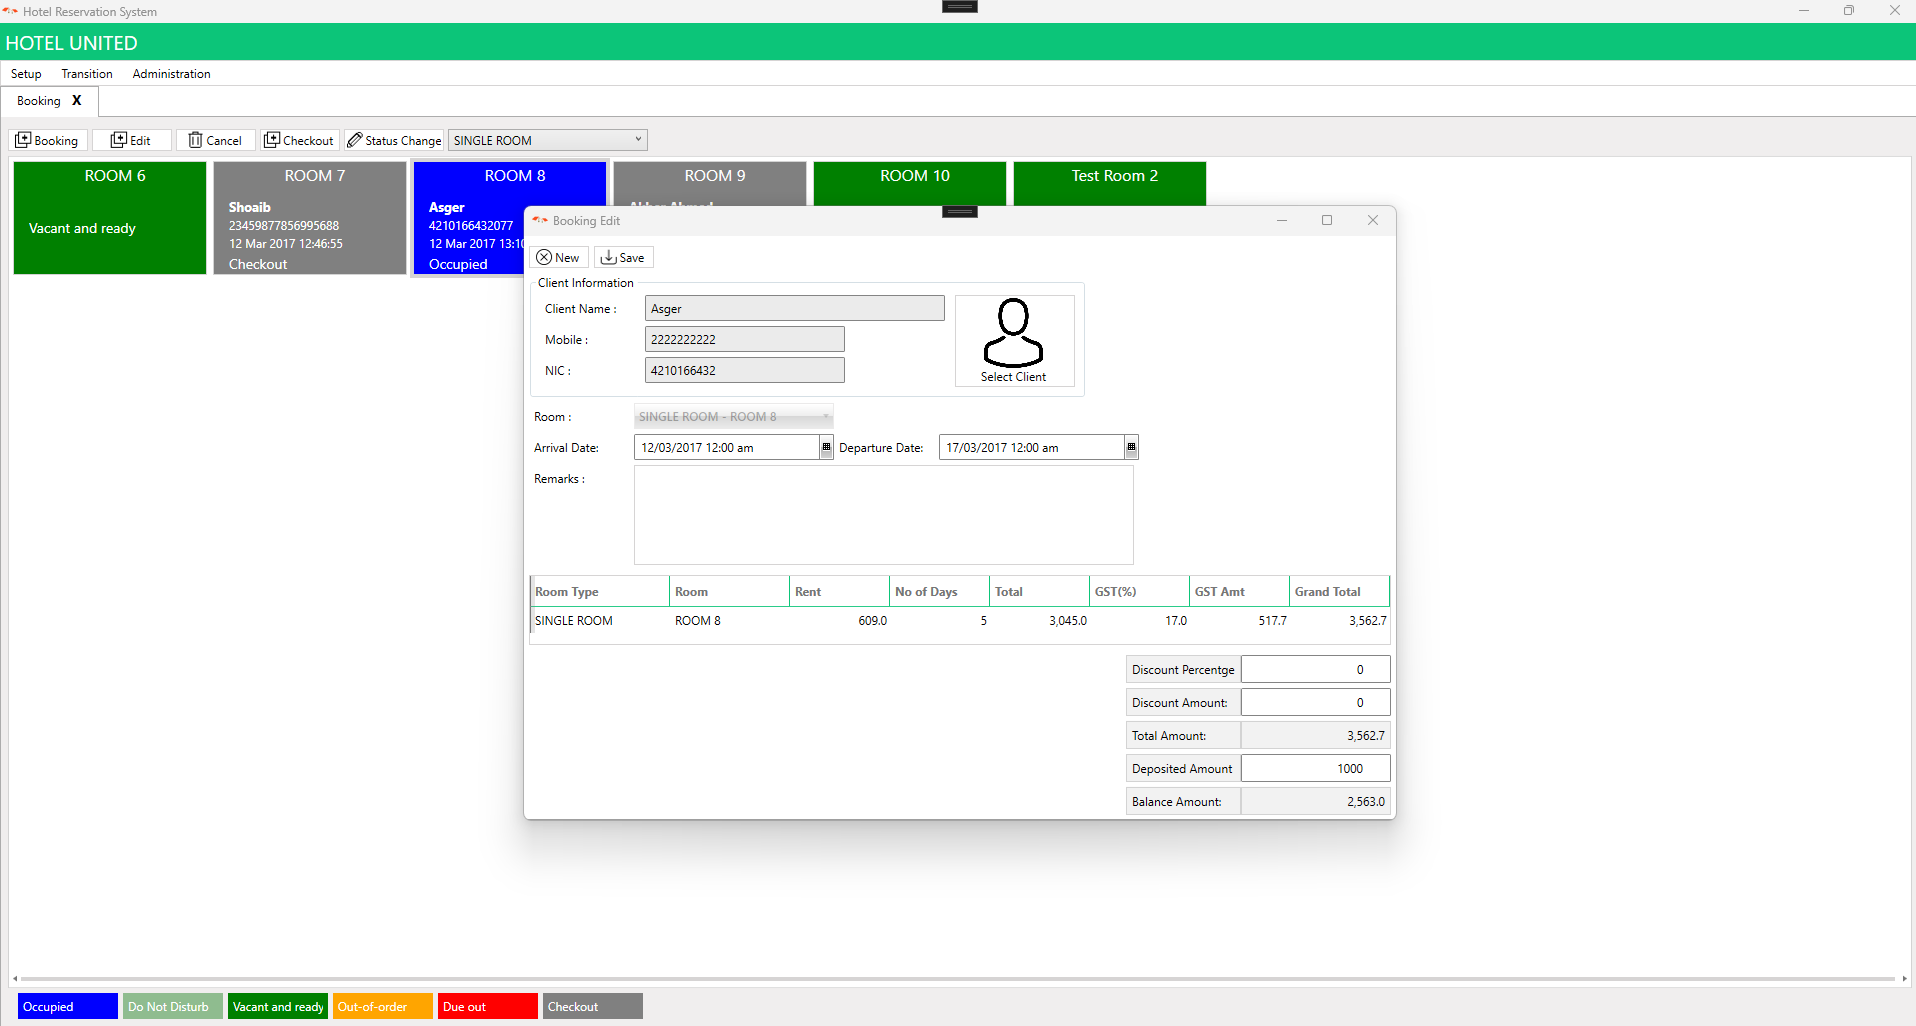 Hotel Reservation System
HOTEL UNITED
Setup Transition Administration
Booking X
Booking Edit Cancel Checkout Status Change SINGLE ROOM
ROOM 6
Vacant and ready
ROOM 7
Shoaib
23459877856995688
12 Mar 2017 12:46:55
Checkout
ROOM 8
Asger
4210166432077
12 Mar 2017 13:10
Occupied
ROOM 9
ROOM 10
Test Room 2
Booking Edit
New Save
Client Information
Client Name : Asger
Mobile : 2222222222
NIC : 4210166432
Select Client
Room : SINGLE ROOM - ROOM 8
Arrival Date: 12/03/2017 12:00 am Departure Date: 17/03/2017 12:00 am
Remarks :
Room Type Room Rent No of Days Total GST(%) GST Amt Grand Total
SINGLE ROOM ROOM 8 609.0 5 3,045.0 17.0 517.7 3,562.7
Discount Percentge 0
Discount Amount: 0
Total Amount: 3,562.7
Deposited Amount 1000
Balance Amount: 2,563.0
Occupied Do Not Disturb Vacant and ready Out-of-order Due out Checkout